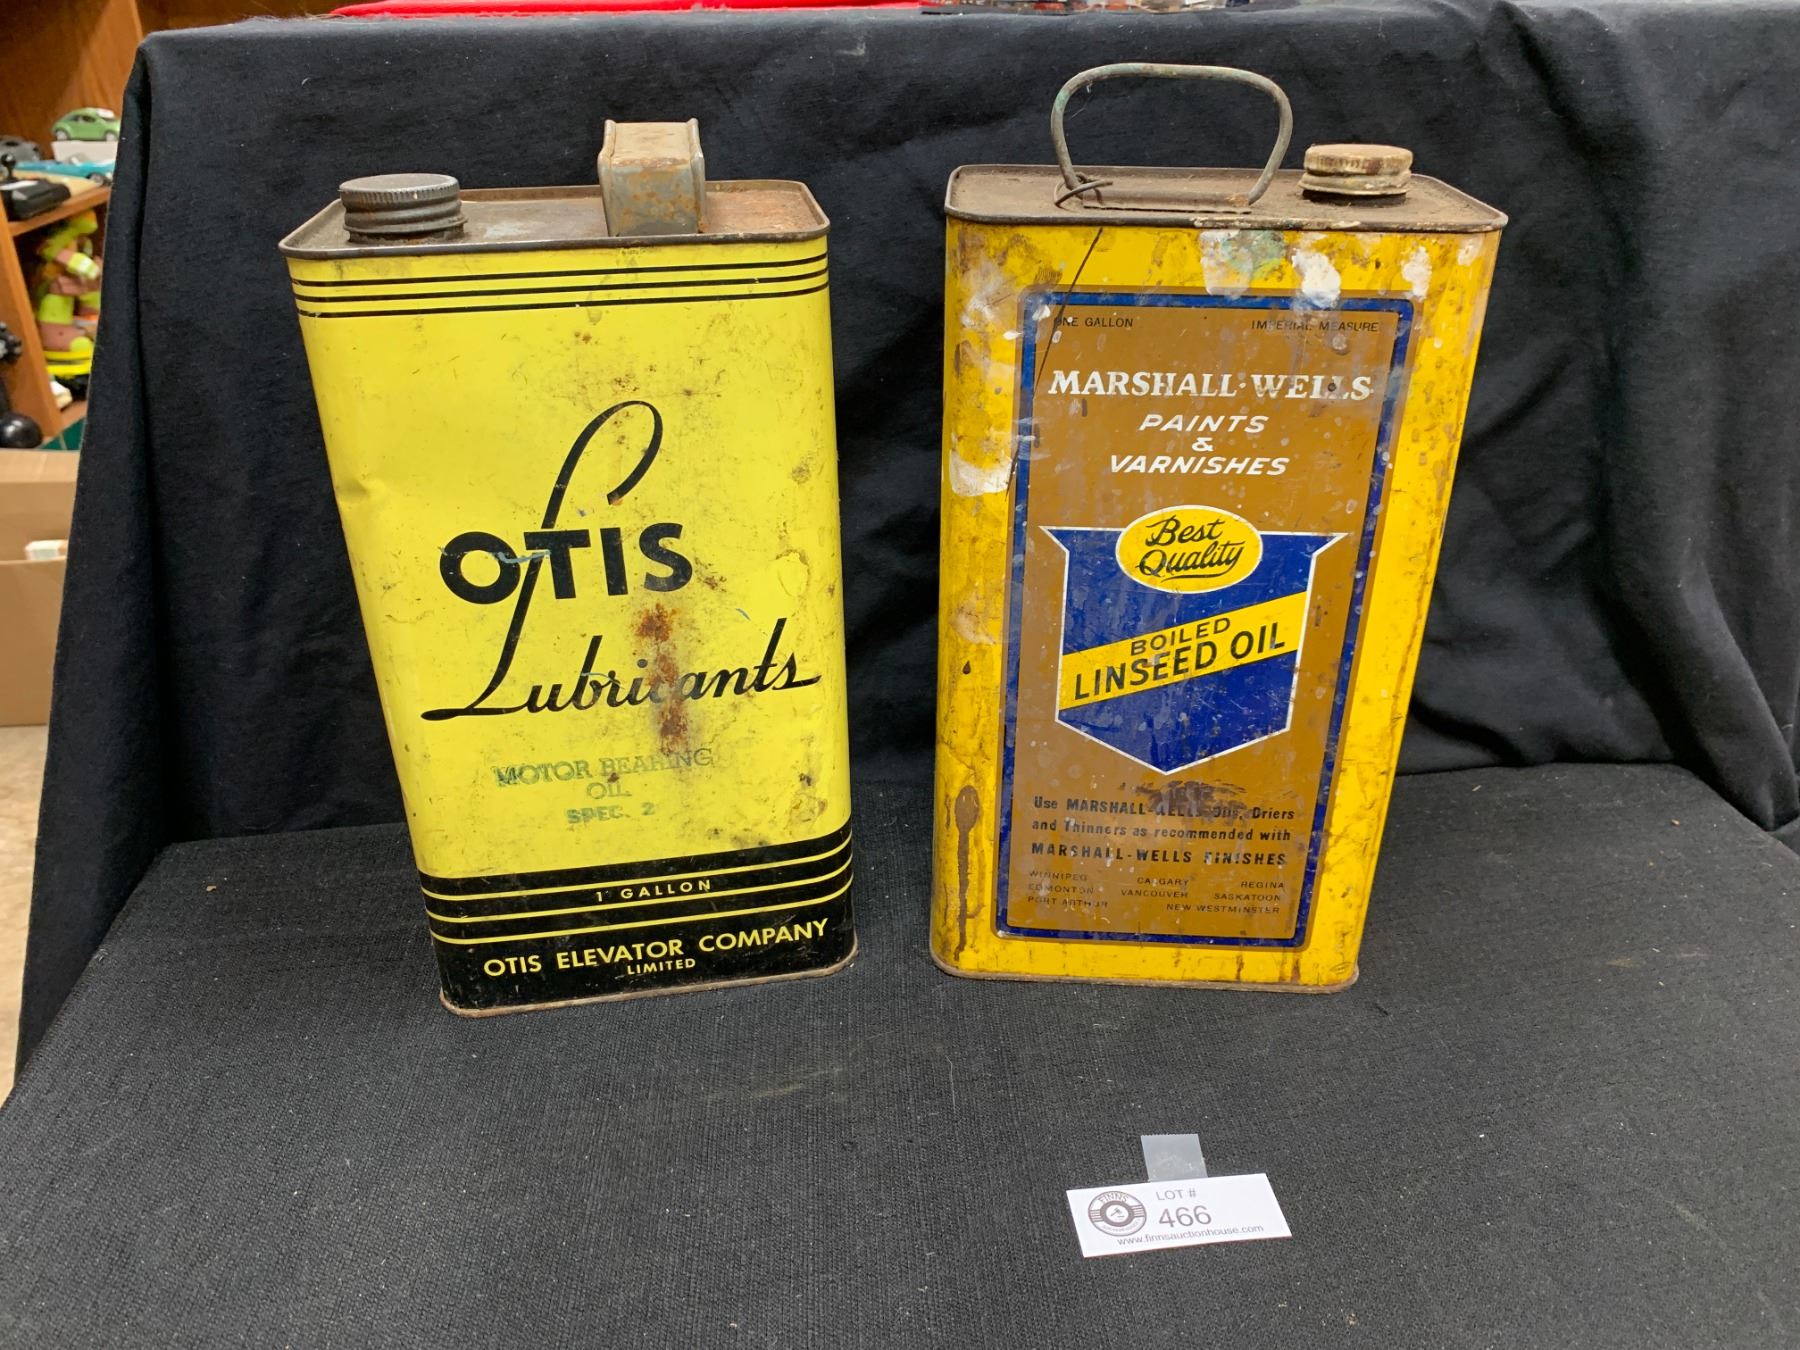 OTIS
Lubricants
MOTOR BEARING
OIL
SPEC. 2
1 GALLON
OTIS ELEVATOR COMPANY
LIMITED
ONE GALLON IMPERIAL MEASURE
MARSHALL-WELLS
PAINTS
&
VARNISHES
Best
Quality
BOILED
LINSEED OIL
Use MARSHALL-WELLS Oils, Driers
and Thinners as recommended with
MARSHALL-WELLS FINISHES
WINNIPEG CALGARY REGINA
EDMONTON VANCOUVER SASKATOON
PORT ARTHUR NEW WESTMINSTER
FINNS
LOT #
466
www.finnsauctionhouse.com